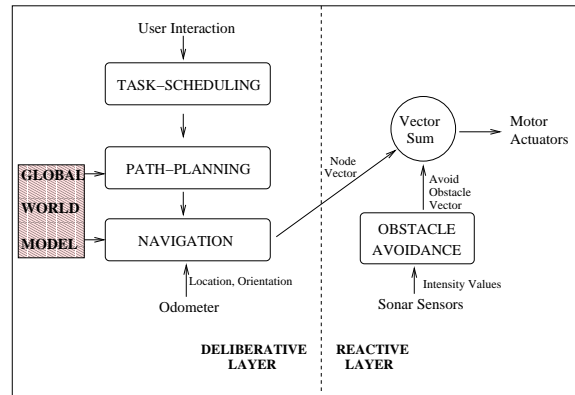 User Interaction
TASK–SCHEDULING
PATH–PLANNING
NAVIGATION
GLOBAL
WORLD
MODEL
Location, Orientation
Odometer
Node
Vector
Vector
Sum
Motor
Actuators
Avoid
Obstacle
Vector
OBSTACLE
AVOIDANCE
Intensity Values
Sonar Sensors
DELIBERATIVE
LAYER
REACTIVE
LAYER